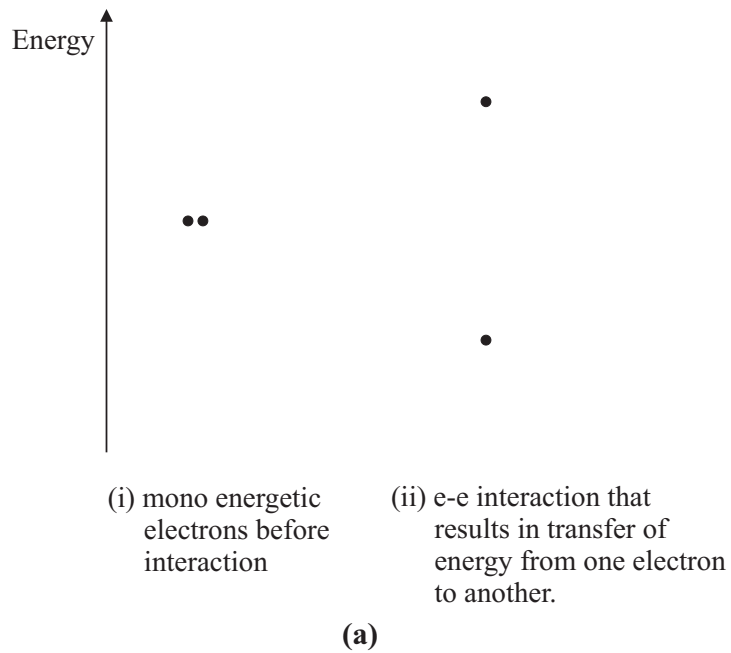 Energy
(i) mono energetic
electrons before
interaction
(ii) e-e interaction that
results in transfer of
energy from one electron
to another.
(a)